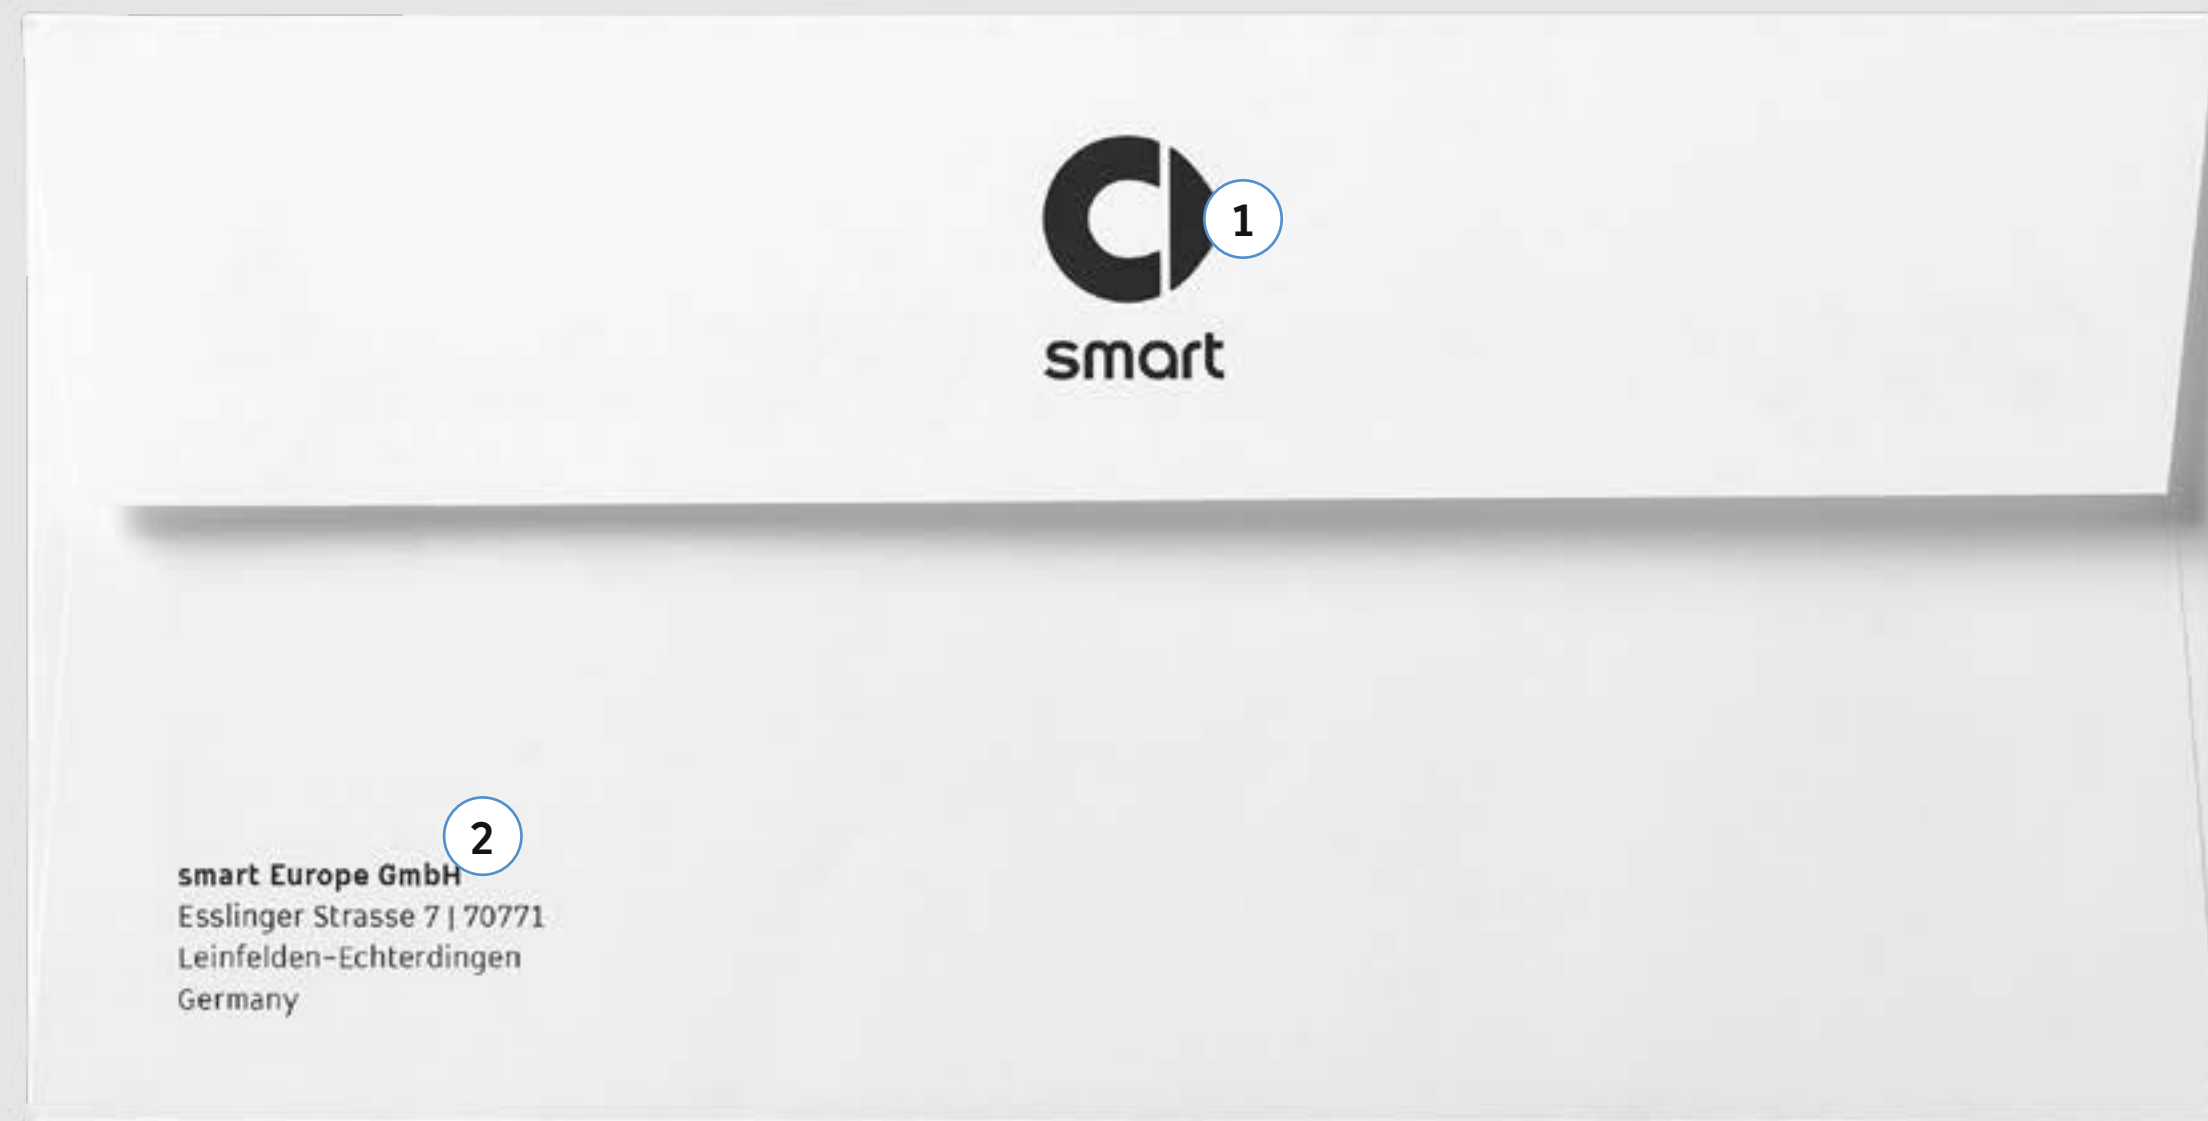 1
smart
2
smart Europe GmbH
Esslinger Strasse 7 | 70771
Leinfelden-Echterdingen
Germany